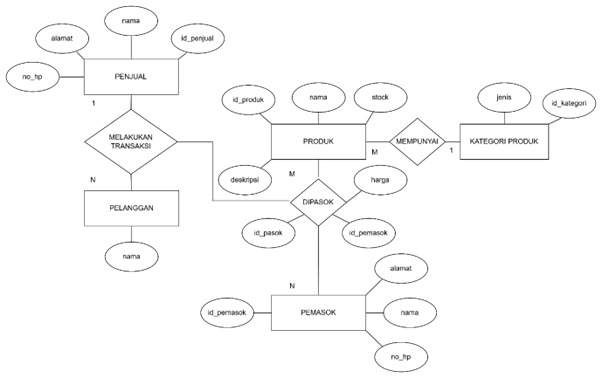 nama
alamat
id_penjual
no_hp
PENJUAL
1
MELAKUKAN
TRANSAKSI
N
PELANGGAN
nama
id_produk
nama
stock
PRODUK
deskripsi
M
MEMPUNYAI
1
jenis
id_kategori
KATEGORI PRODUK
M
harga
DIPASOK
id_pasok
id_pemasok
N
id_pemasok
PEMASOK
alamat
nama
no_hp